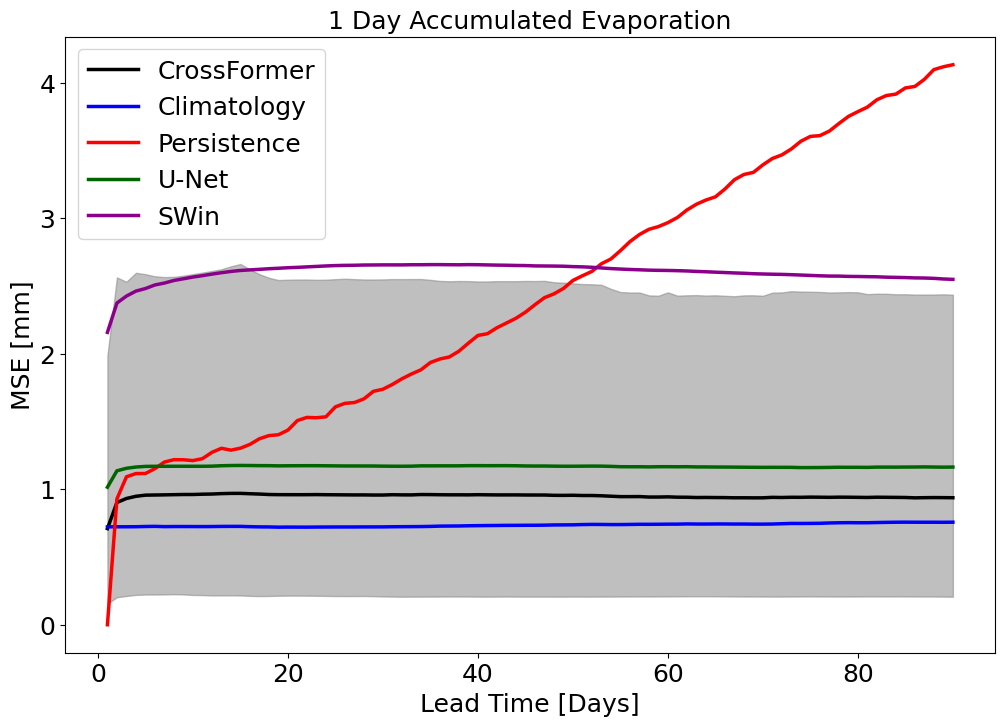 1 Day Accumulated Evaporation
CrossFormer
Climatology
Persistence
U-Net
SWin
MSE [mm]
4
3
2
1
0
0 20 40 60 80
Lead Time [Days]